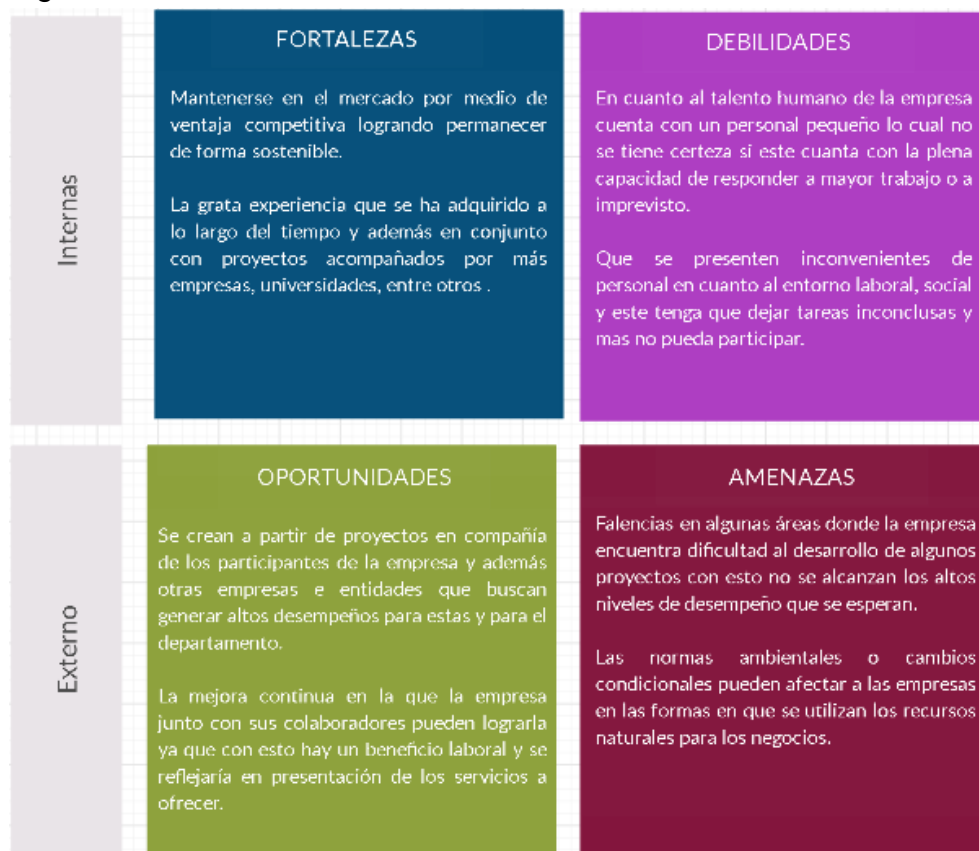 FORTALEZAS
Mantenerse en el mercado por medio de
ventaja competitiva logrando permanecer
de forma sostenible.
La grata experiencia que se ha adquirido a
lo largo del tiempo y además en conjunto
con proyectos acompañados por más
empresas, universidades, entre otros .
DEBILIDADES
En cuanto al talento humano de la empresa
cuenta con un personal pequeño lo cual no
se tiene certeza si este cuanta con la plena
capacidad de responder a mayor trabajo o a
imprevisto.
Que se presenten inconvenientes de
personal en cuanto al entorno laboral, social
y este tenga que dejar tareas inconclusas y
mas no pueda participar.
Internas
OPORTUNIDADES
Se crean a partir de proyectos en compañía
de los participantes de la empresa y además
otras empresas e entidades que buscan
generar altos desempeños para estas y para el
departamento.
La mejora continua en la que la empresa
junto con sus colaboradores pueden lograrla
ya que con esto hay un beneficio laboral y se
reflejaría en presentación de los servicios a
ofrecer.
AMENAZAS
Falencias en algunas áreas donde la empresa
encuentra dificultad al desarrollo de algunos
proyectos con esto no se alcanzan los altos
niveles de desempeño que se esperan.
Las normas ambientales o cambios
condicionales pueden afectar a las empresas
en las formas en que se utilizan los recursos
naturales para los negocios.
Externo